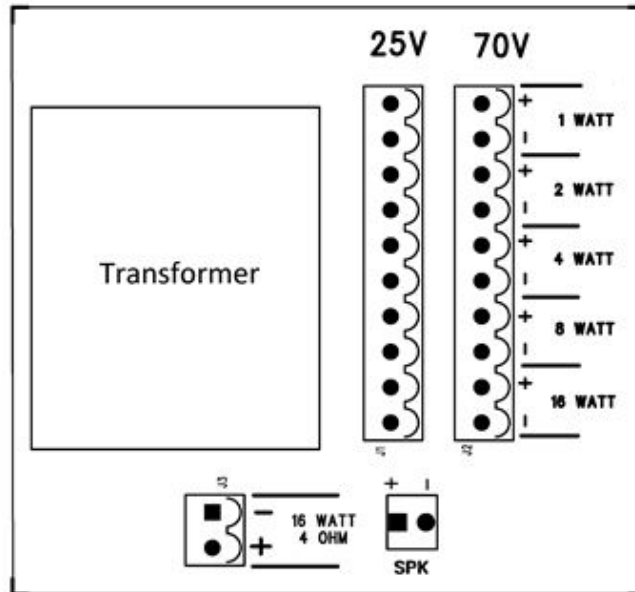 25V 70V
+
1 WATT
−
+
2 WATT
−
+
4 WATT
−
+
8 WATT
−
+
16 WATT
−
Transformer
J1 J2
J3
−
16 WATT
4 OHM
+
+ −
SPK